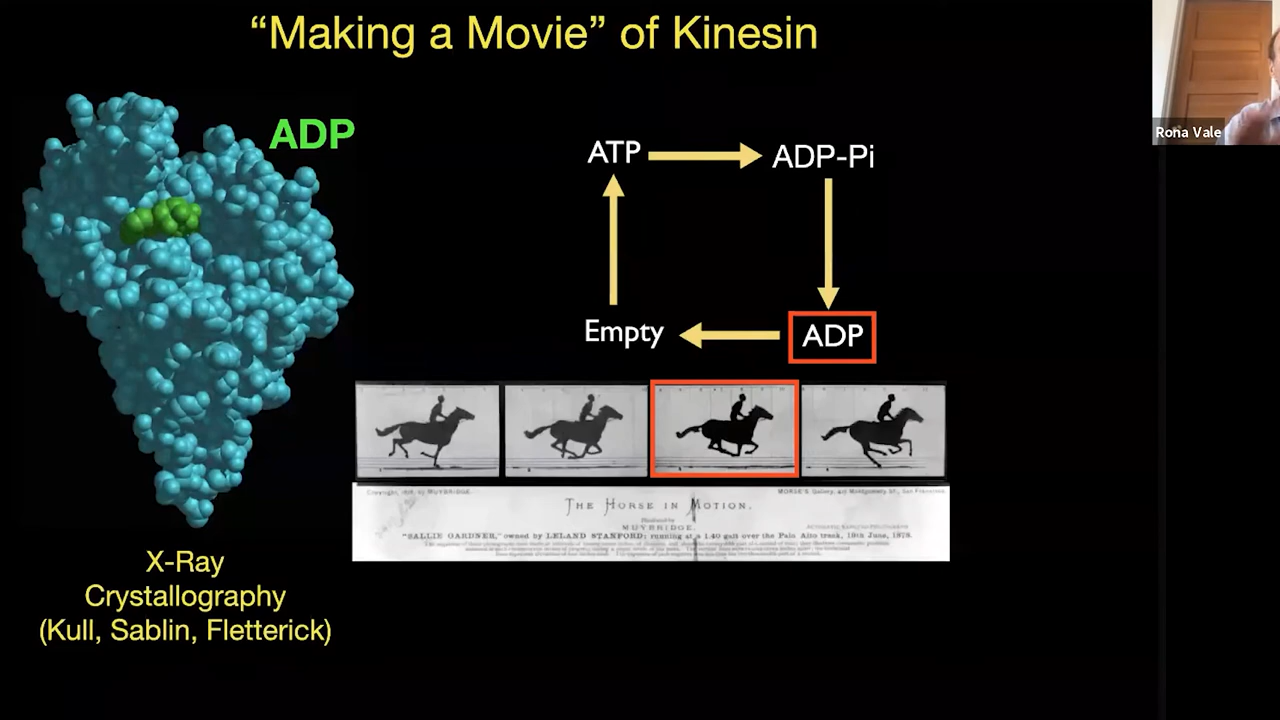 “Making a Movie” of Kinesin
ADP
ATP
ADP-Pi
Empty
ADP
Rona Vale
THE HORSE IN MOTION.
MUYBRIDGE.
"SALLIE GARDNER," owned by LELAND STANFORD; running at a 1.40 gait over the Palo Alto track, 19th June, 1878.
X-Ray
Crystallography
(Kull, Sablin, Fletterick)